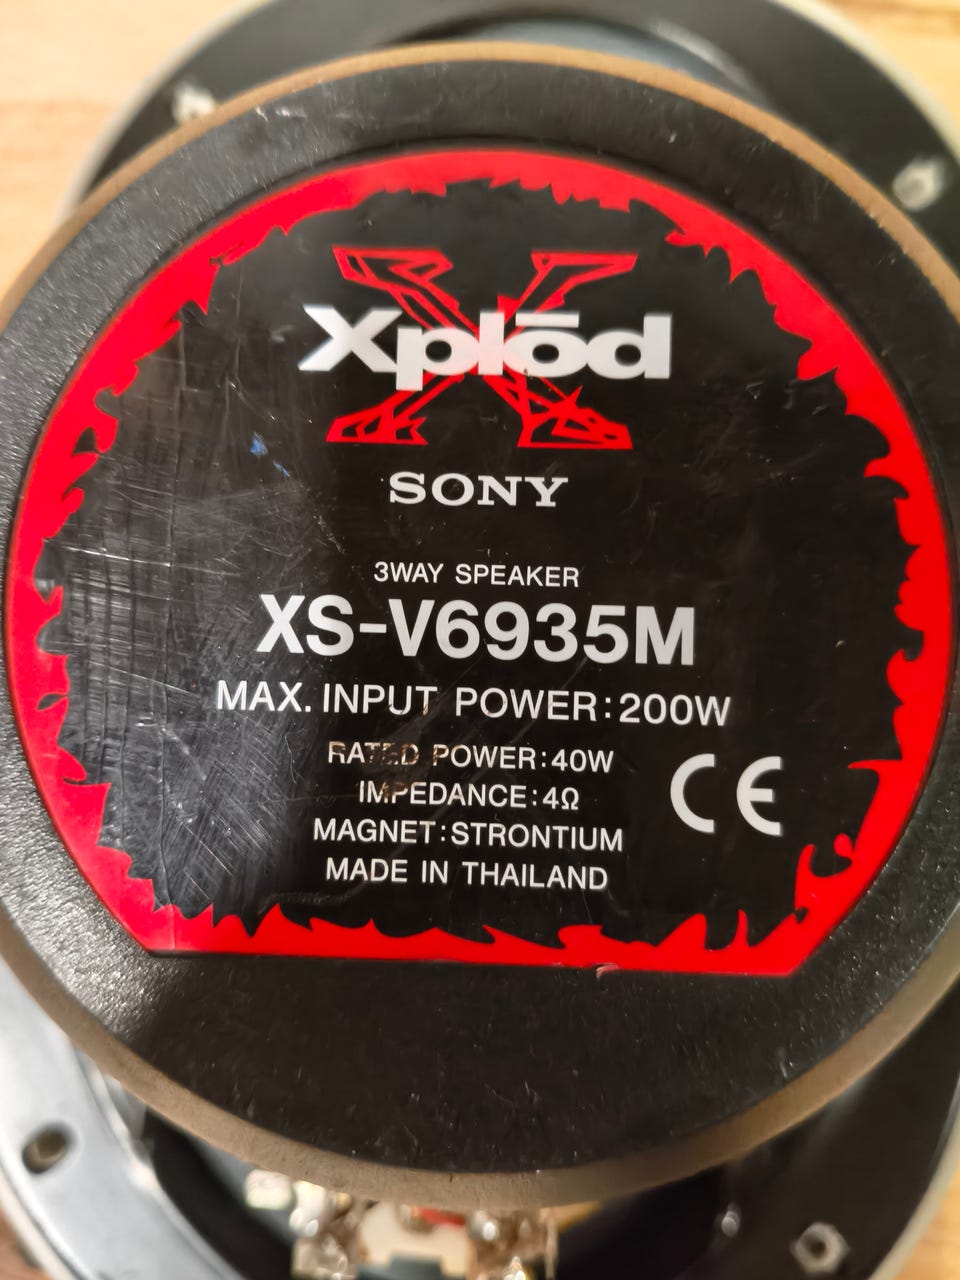 Xplōd
SONY
3WAY SPEAKER
XS-V6935M
MAX. INPUT POWER:200W
RATED POWER:40W
IMPEDANCE:4Ω
MAGNET:STRONTIUM
MADE IN THAILAND
CE